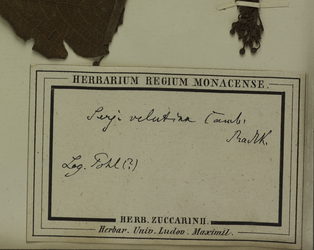 HERBARIUM REGIUM MONACENSE.
Serj. velutina Camb.
Radlk.
Leg. Pohl (?)
HERB. ZUCCARINII.
Herbar. Univ. Ludov. Maximil.